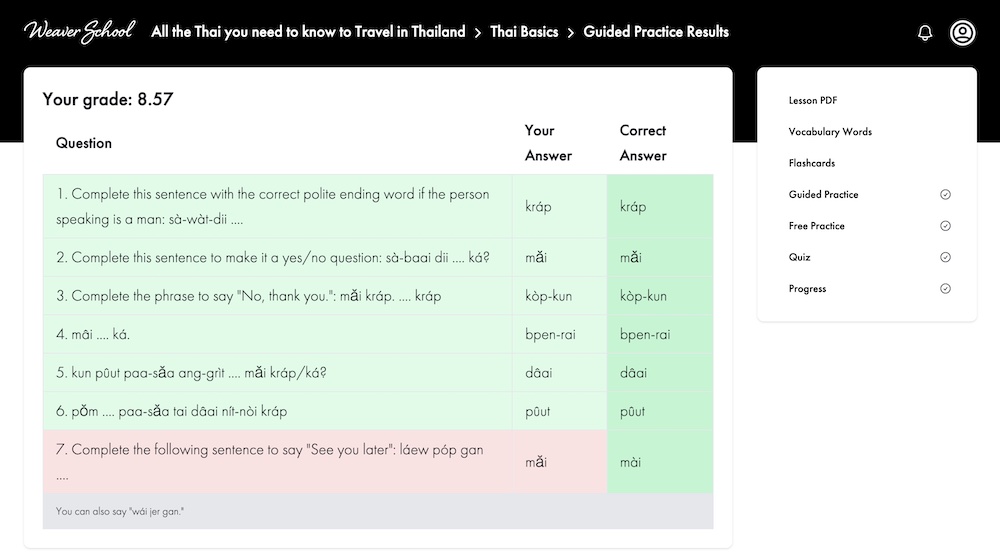 Weaver School
All the Thai you need to know to Travel in Thailand > Thai Basics > Guided Practice Results
Your grade: 8.57
Question
Your
Answer
Correct
Answer
1. Complete this sentence with the correct polite ending word if the person
speaking is a man: sà-wàt-dii ....
kráp
kráp
2. Complete this sentence to make it a yes/no question: sà-baai dii .... ká?
mǎi
mǎi
3. Complete the phrase to say "No, thank you.": mǎi kráp. .... kráp
kòp-kun
kòp-kun
4. mâi .... ká.
bpen-rai
bpen-rai
5. kun pûut paa-sǎa ang-grìt .... mǎi kráp/ká?
dâai
dâai
6. pǒm .... paa-sǎa tai dâai nít-nòi kráp
pûut
pûut
7. Complete the following sentence to say "See you later": láew póp gan
....
mǎi
mài
You can also say "wái jer gan."
Lesson PDF
Vocabulary Words
Flashcards
Guided Practice
Free Practice
Quiz
Progress